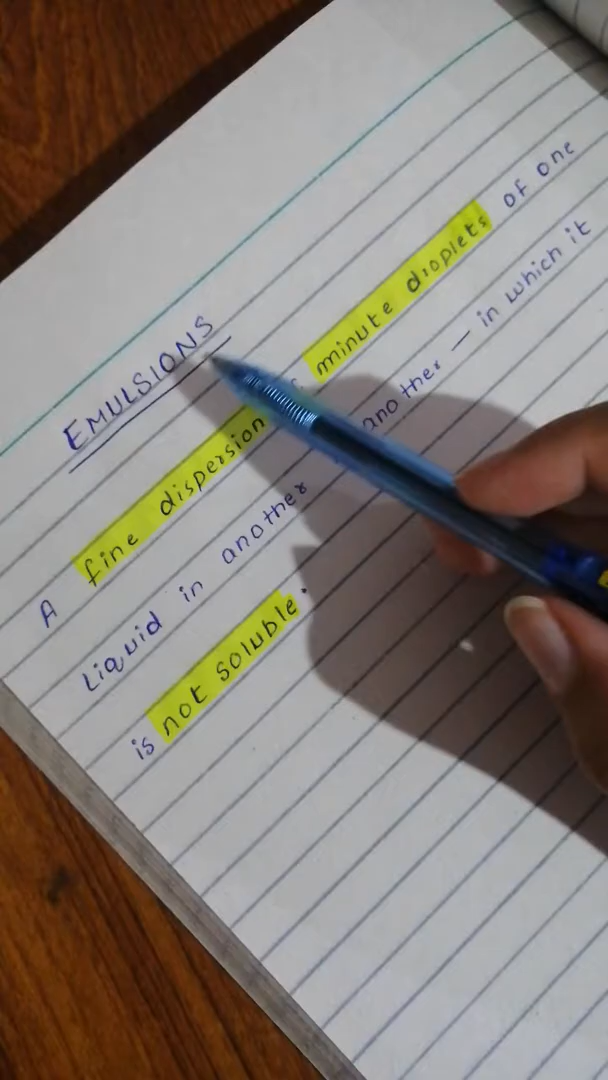 EMULSIONS
A fine dispersion minute droplets of one
Liquid in another another - in which it
is not soluble.